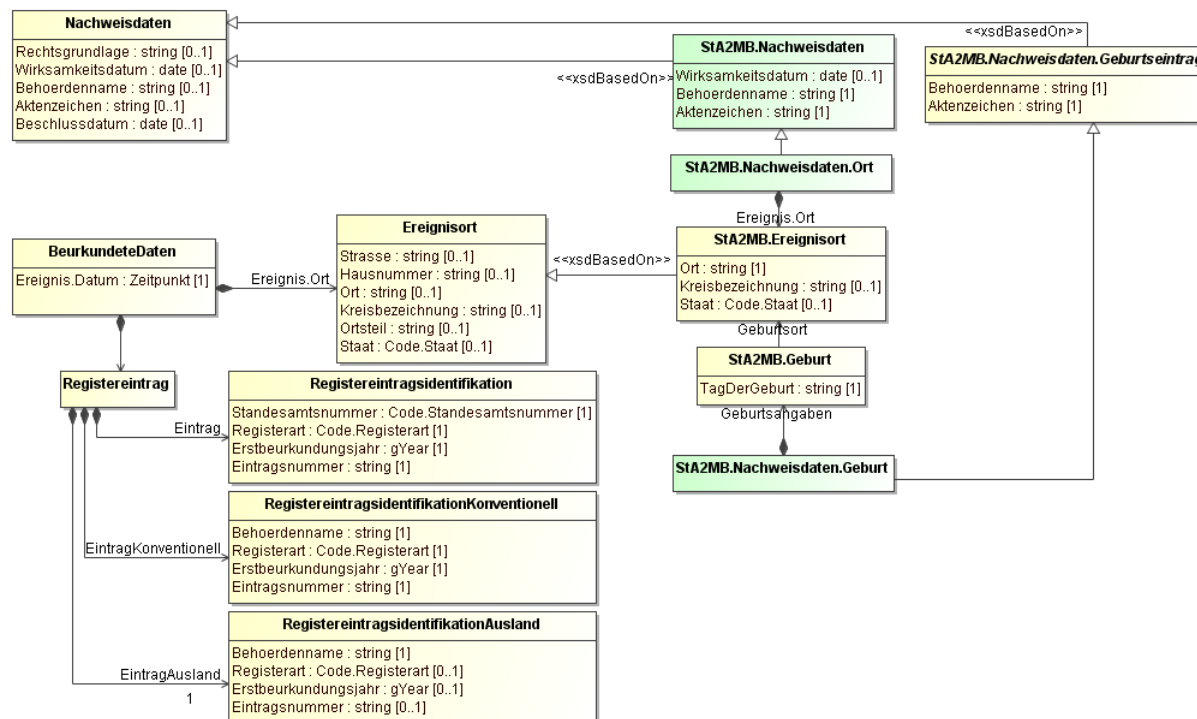 Nachweisdaten
Rechtsgrundlage : string [0..1]
Wirksamkeitsdatum : date [0..1]
Behoerdenname : string [0..1]
Aktenzeichen : string [0..1]
Beschlussdatum : date [0..1]
<<xsdBasedOn>>
StA2MB.Nachweisdaten
Wirksamkeitsdatum : date [0..1]
Behoerdenname : string [1]
Aktenzeichen : string [1]
<<xsdBasedOn>>
StA2MB.Nachweisdaten.Geburtseintrag
Behoerdenname : string [1]
Aktenzeichen : string [1]
StA2MB.Nachweisdaten.Ort
Ereignis.Ort
BeurkundeteDaten
Ereignis.Datum : Zeitpunkt [1]
Ereignis.Ort
Ereignisort
Strasse : string [0..1]
Hausnummer : string [0..1]
Ort : string [0..1]
Kreisbezeichnung : string [0..1]
Ortsteil : string [0..1]
Staat : Code.Staat [0..1]
<<xsdBasedOn>>
StA2MB.Ereignisort
Ort : string [1]
Kreisbezeichnung : string [0..1]
Staat : Code.Staat [0..1]
Geburtsort
StA2MB.Geburt
TagDerGeburt : string [1]
Geburtsangaben
StA2MB.Nachweisdaten.Geburt
Registereintrag
Eintrag
Registereintragsidentifikation
Standesamtsnummer : Code.Standesamtsnummer [1]
Registerart : Code.Registerart [1]
Erstbeurkundungsjahr : gYear [1]
Eintragsnummer : string [1]
EintragKonventionell
RegistereintragsidentifikationKonventionell
Behoerdenname : string [1]
Registerart : Code.Registerart [1]
Erstbeurkundungsjahr : gYear [1]
Eintragsnummer : string [1]
EintragAusland
1
RegistereintragsidentifikationAusland
Behoerdenname : string [1]
Registerart : Code.Registerart [0..1]
Erstbeurkundungsjahr : gYear [0..1]
Eintragsnummer : string [0..1]